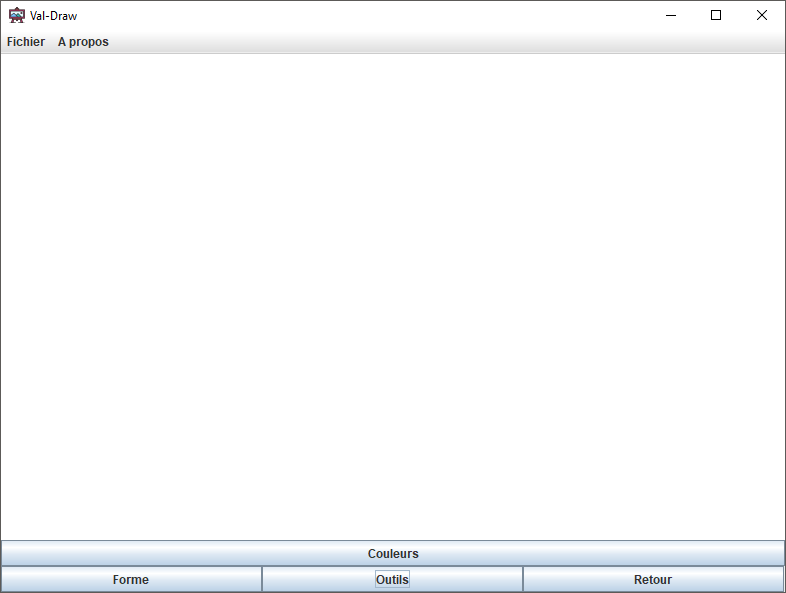 Val-Draw
Fichier A propos
Couleurs
Forme Outils Retour